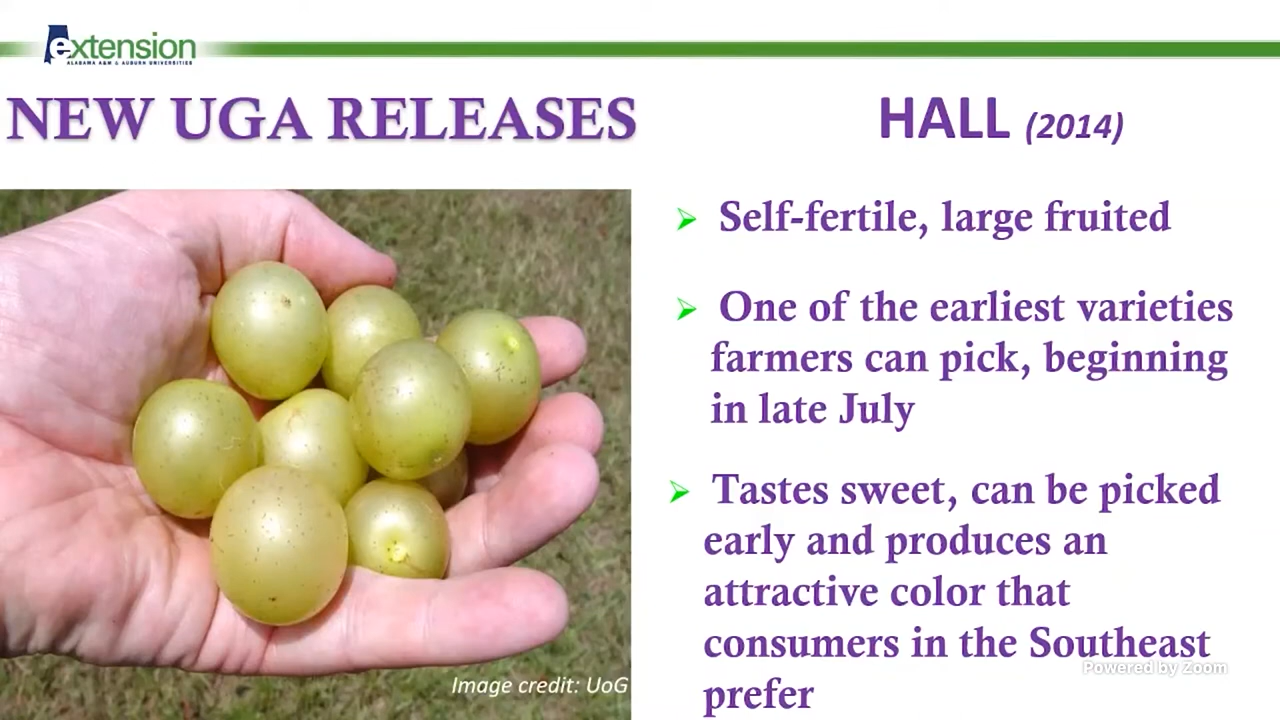 extension
ALABAMA A&M & AUBURN UNIVERSITIES
NEW UGA RELEASES
HALL (2014)
Self-fertile, large fruited
One of the earliest varieties
farmers can pick, beginning
in late July
Tastes sweet, can be picked
early and produces an
attractive color that
consumers in the Southeast
prefer
Image credit: UoG
Powered by Zoom